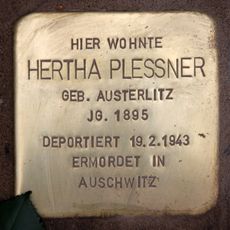 HIER WOHNTE
HERTHA PLESSNER
GEB. AUSTERLITZ
JG. 1895
DEPORTIERT 19.2.1943
ERMORDET IN
AUSCHWITZ